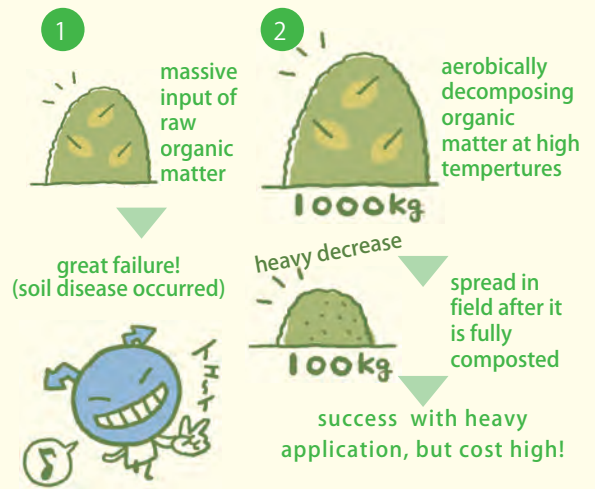 1
massive
input of
raw
organic
matter
great failure!
(soil disease occurred)
イエーイ
2
aerobically
decomposing
organic
matter at high
tempertures
1000kg
heavy decrease
100kg
spread in
field after it
is fully
composted
success with heavy
application, but cost high!